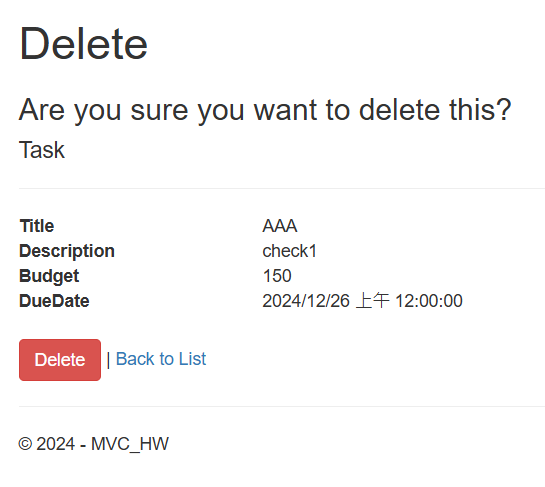 Delete
Are you sure you want to delete this?
Task
Title AAA
Description check1
Budget 150
DueDate 2024/12/26 上午 12:00:00
Delete | Back to List
© 2024 - MVC_HW